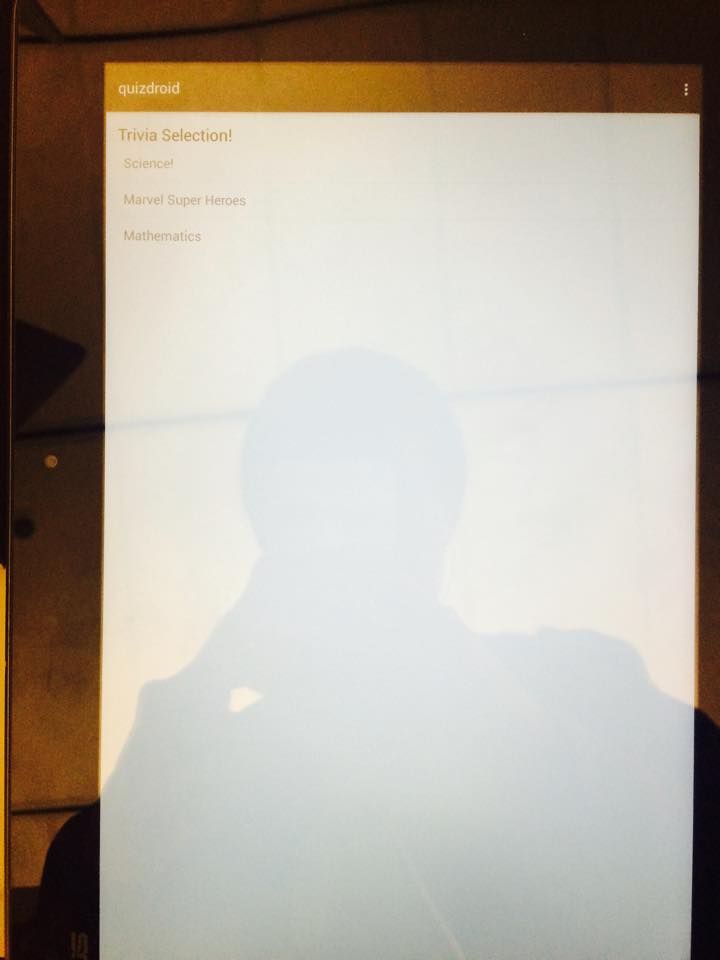 quizdroid
Trivia Selection!
Science!
Marvel Super Heroes
Mathematics